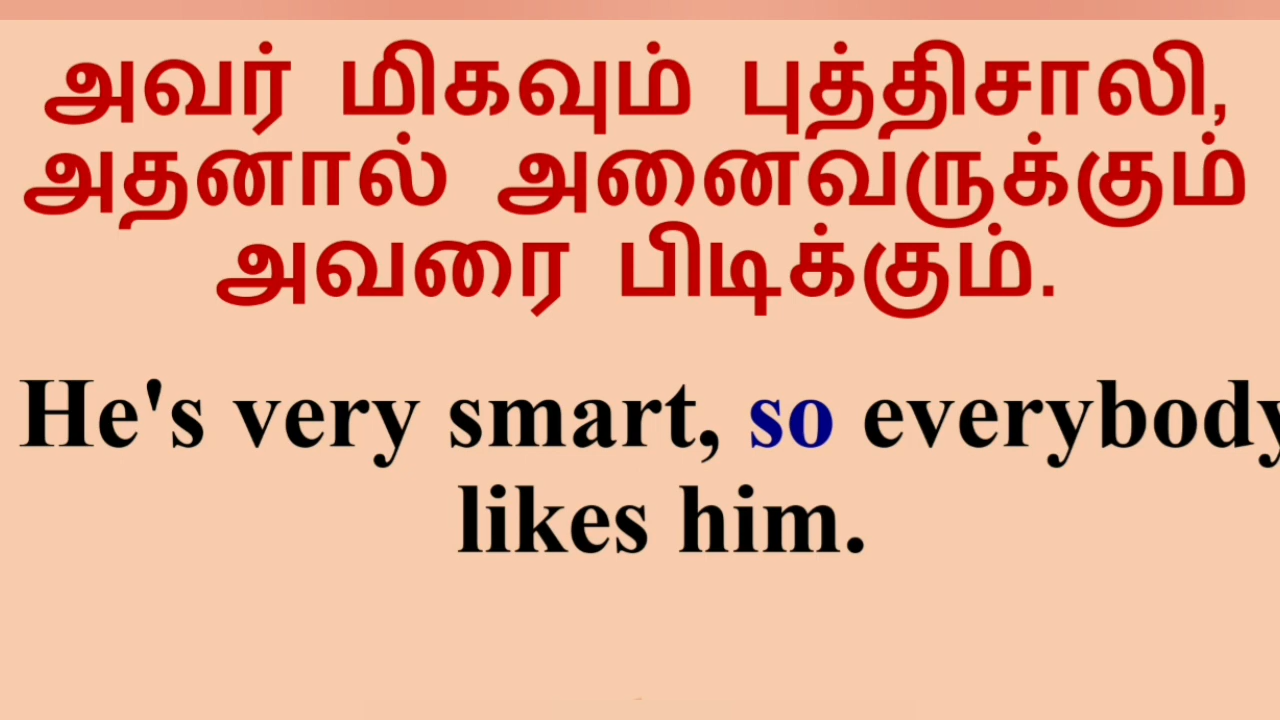 அவர் மிகவும் புத்திசாலி,
அதனால் அனைவருக்கும்
அவரை பிடிக்கும்.
He's very smart, so everybody
likes him.